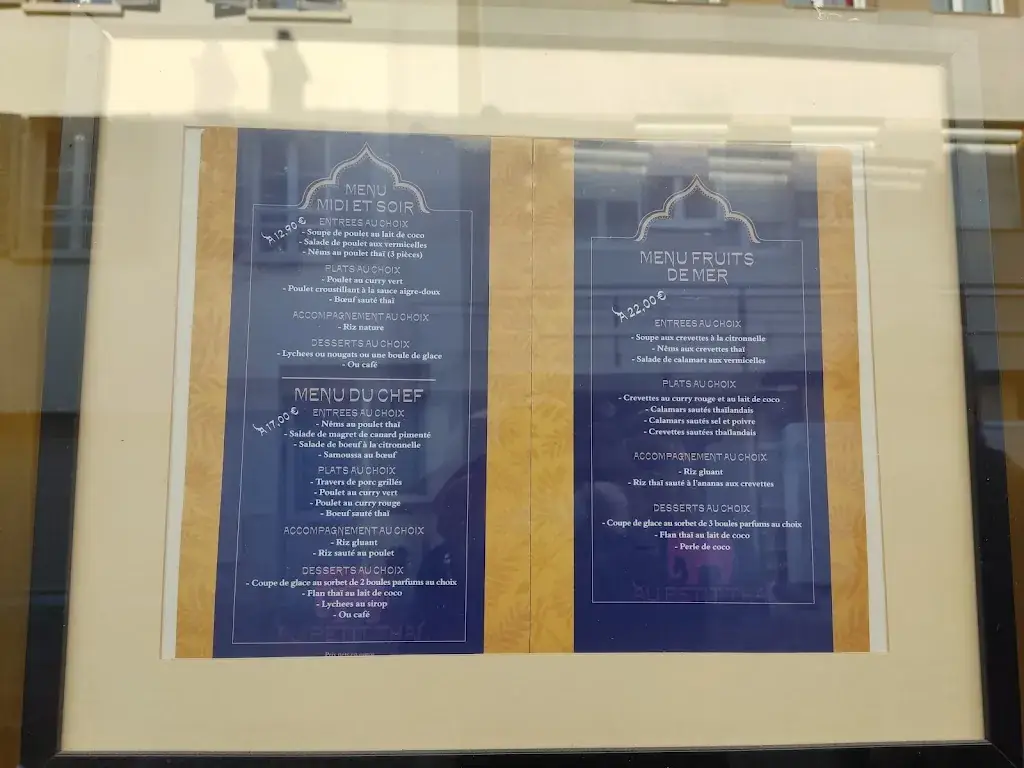 MENU
MIDI ET SOIR
A 12,90 €
ENTREES AU CHOIX
- Soupe de poulet au lait de coco
- Salade de poulet aux vermicelles
- Nêms au poulet thaï (3 pièces)
PLATS AU CHOIX
- Poulet au curry vert
- Poulet croustillant à la sauce aigre-doux
- Bœuf sauté thaï
ACCOMPAGNEMENT AU CHOIX
- Riz nature
DESSERTS AU CHOIX
- Lychees ou nougats ou une boule de glace
- Ou café
MENU DU CHEF
A 17,00 €
ENTREES AU CHOIX
- Nêms au poulet thaï
- Salade de magret de canard pimenté
- Salade de boeuf à la citronnelle
- Samoussa au bœuf
PLATS AU CHOIX
- Travers de porc grillés
- Poulet au curry vert
- Poulet au curry rouge
- Boeuf sauté thaï
ACCOMPAGNEMENT AU CHOIX
- Riz gluant
- Riz sauté au poulet
DESSERTS AU CHOIX
- Coupe de glace au sorbet de 2 boules parfums au choix
- Flan thaï au lait de coco
- Lychees au sirop
- Ou café
MENU FRUITS
DE MER
A 22,00 €
ENTREES AU CHOIX
- Soupe aux crevettes à la citronnelle
- Nêms aux crevettes thaï
- Salade de calamars aux vermicelles
PLATS AU CHOIX
- Crevettes au curry rouge et au lait de coco
- Calamars sautés thaïlandais
- Calamars sautés sel et poivre
- Crevettes sautées thaïlandais
ACCOMPAGNEMENT AU CHOIX
- Riz gluant
- Riz thaï sauté à l'ananas aux crevettes
DESSERTS AU CHOIX
- Coupe de glace au sorbet de 3 boules parfums au choix
- Flan thaï au lait de coco
- Perle de coco
AU PETIT THAÏ